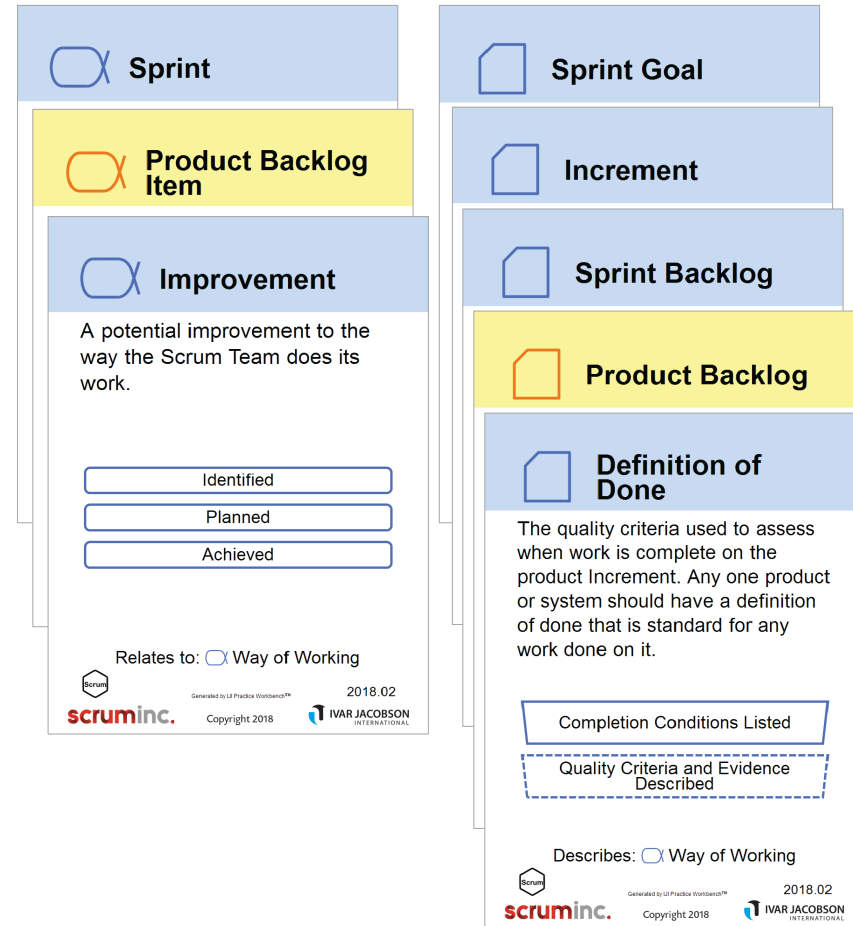 Sprint
Product Backlog
Item
Improvement
A potential improvement to the
way the Scrum Team does its
work.
Identified
Planned
Achieved
Relates to: Way of Working
Scrum
scruminc.
Generated by UI Practice Workbench™
Copyright 2018
2018.02
IVAR JACOBSON
INTERNATIONAL
Sprint Goal
Increment
Sprint Backlog
Product Backlog
Definition of
Done
The quality criteria used to assess
when work is complete on the
product Increment. Any one product
or system should have a definition
of done that is standard for any
work done on it.
Completion Conditions Listed
Quality Criteria and Evidence
Described
Describes: Way of Working
Scrum
scruminc.
Generated by UI Practice Workbench™
Copyright 2018
2018.02
IVAR JACOBSON
INTERNATIONAL